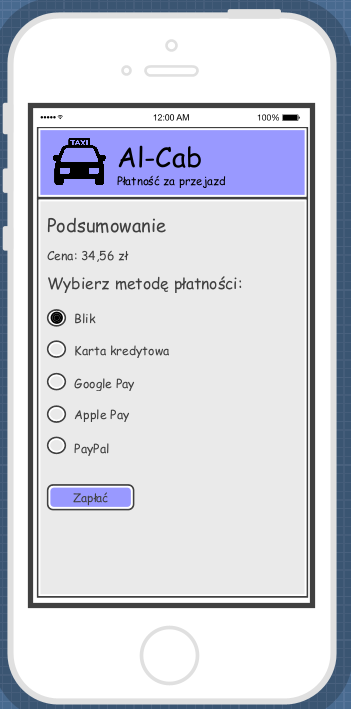 12:00 AM
100%
TAXI
Al-Cab
Płatność za przejazd
Podsumowanie
Cena: 34,56 zł
Wybierz metodę płatności:
Blik
Karta kredytowa
Google Pay
Apple Pay
PayPal
Zapłać